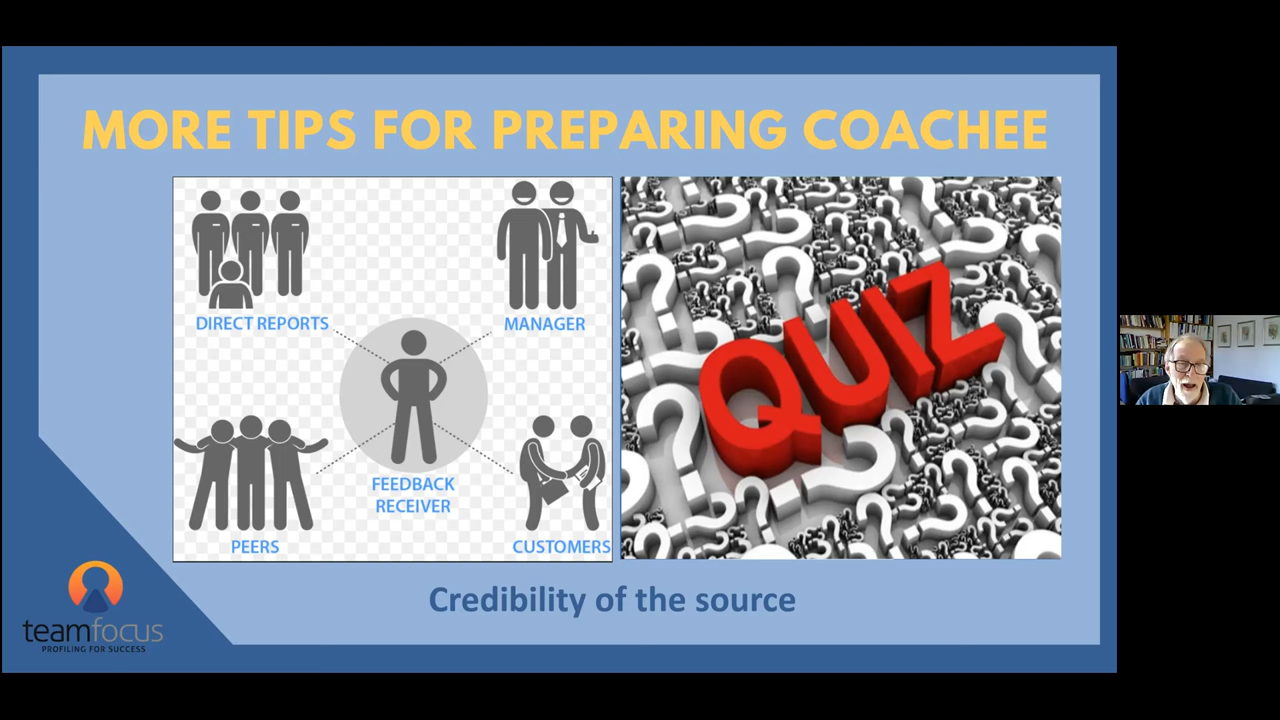 MORE TIPS FOR PREPARING COACHEE
DIRECT REPORTS
MANAGER
FEEDBACK
RECEIVER
PEERS
CUSTOMERS
QUIZ
Credibility of the source
teamfocus
PROFILING FOR SUCCESS